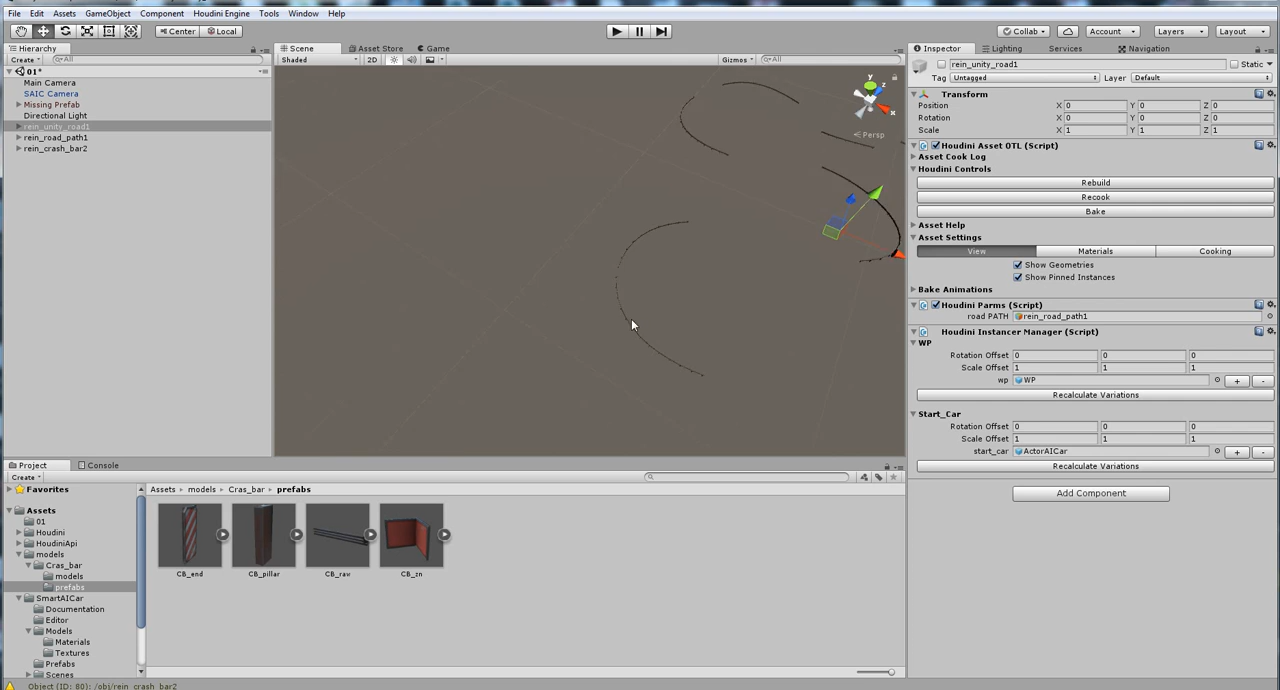 File Edit Assets GameObject Component Houdini Engine Tools Window Help
Center Local Collab Account Layers Layout
Hierarchy
Create All
01*
Main Camera
SAIC Camera
Missing Prefab
Directional Light
rein_unity_road1
rein_road_path1
rein_crash_bar2
Scene Asset Store Game
Shaded 2D Gizmos All
y
z
x
Persp
Inspector Lighting Services Navigation
rein_unity_road1 Static
Tag Untagged Layer Default
Transform
Position X 0 Y 0 Z 0
Rotation X 0 Y 0 Z 0
Scale X 1 Y 1 Z 1
Houdini Asset OTL (Script)
Asset Cook Log
Houdini Controls
Rebuild
Recook
Bake
Asset Help
Asset Settings
View Materials Cooking
Show Geometries
Show Pinned Instances
Bake Animations
Houdini Parms (Script)
road PATH rein_road_path1
Houdini Instancer Manager (Script)
WP
Rotation Offset 0 0 0
Scale Offset 1 1 1
wp WP + -
Recalculate Variations
Start_Car
Rotation Offset 0 0 0
Scale Offset 1 1 1
start_car ActorAICar + -
Recalculate Variations
Add Component
Project Console
Create
Favorites
Assets
01
Houdini
HoudiniApi
models
Cras_bar
models
prefabs
SmartAICar
Documentation
Editor
Models
Materials
Textures
Prefabs
Scenes
Assets ▸ models ▸ Cras_bar ▸ prefabs
CB_end CB_pillar CB_raw CB_zn
Object (ID: 80): /obj/rein_crash_bar2